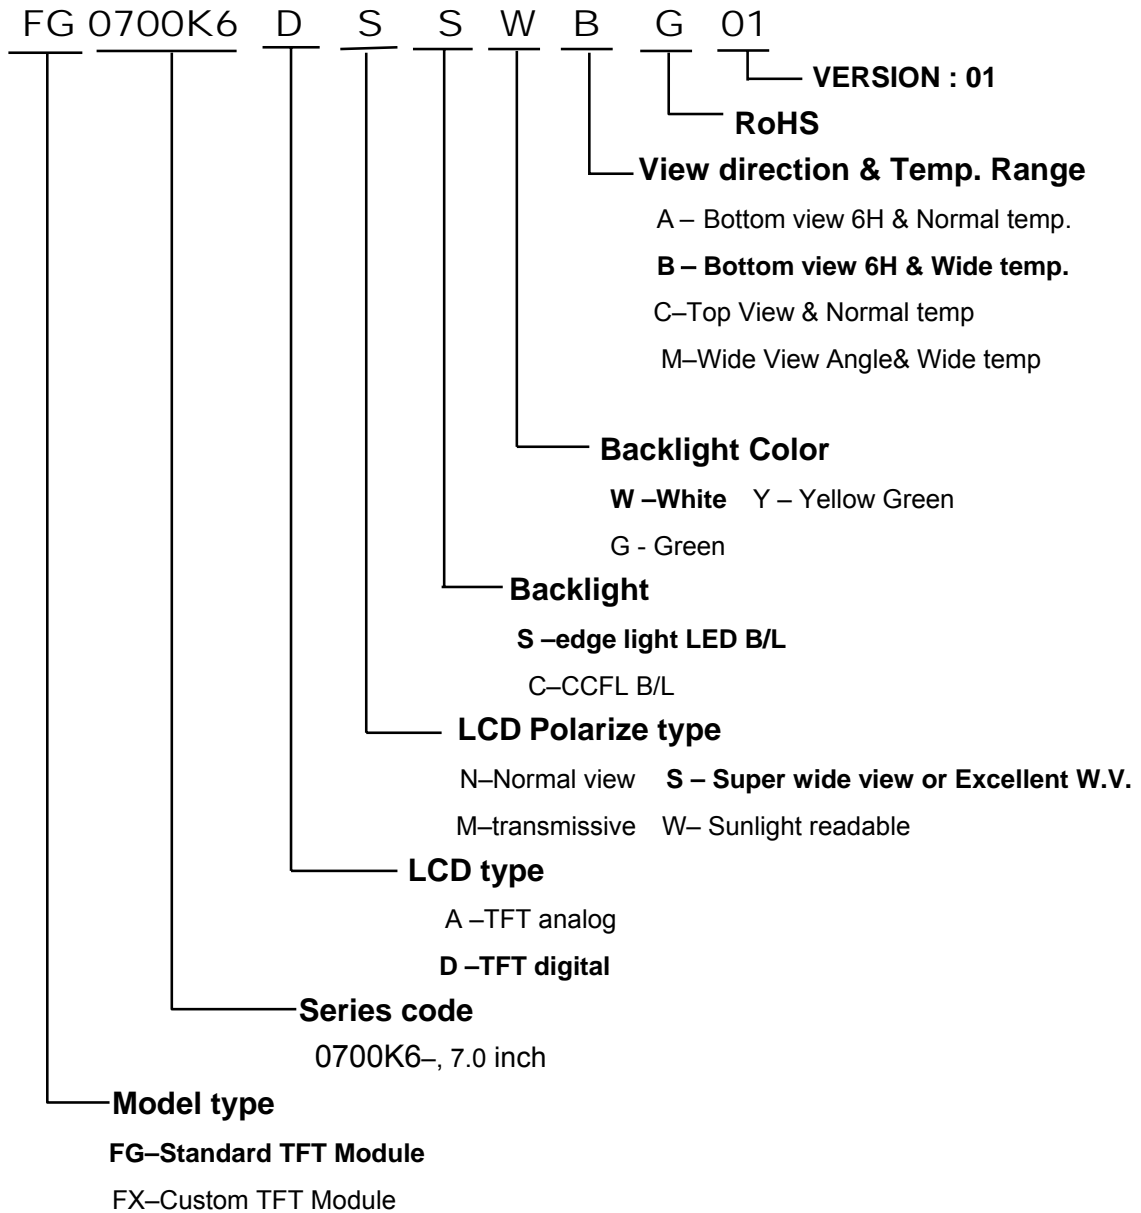 FG 0700K6 D S S W B G 01
VERSION : 01
RoHS
View direction & Temp. Range
A – Bottom view 6H & Normal temp.
B – Bottom view 6H & Wide temp.
C–Top View & Normal temp
M–Wide View Angle& Wide temp
Backlight Color
W –White Y – Yellow Green
G - Green
Backlight
S –edge light LED B/L
C–CCFL B/L
LCD Polarize type
N–Normal view S – Super wide view or Excellent W.V.
M–transmissive W– Sunlight readable
LCD type
A –TFT analog
D –TFT digital
Series code
0700K6–, 7.0 inch
Model type
FG–Standard TFT Module
FX–Custom TFT Module